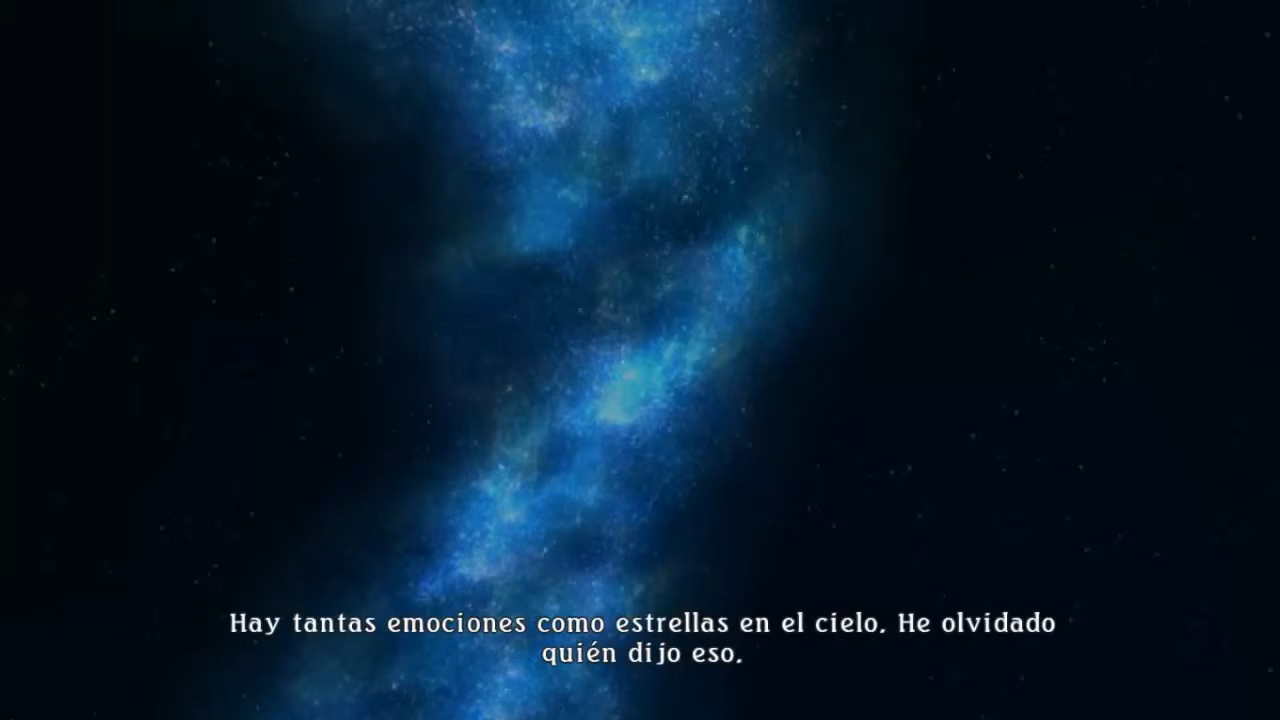 Hay tantas emociones como estrellas en el cielo. He olvidado
quién dijo eso.